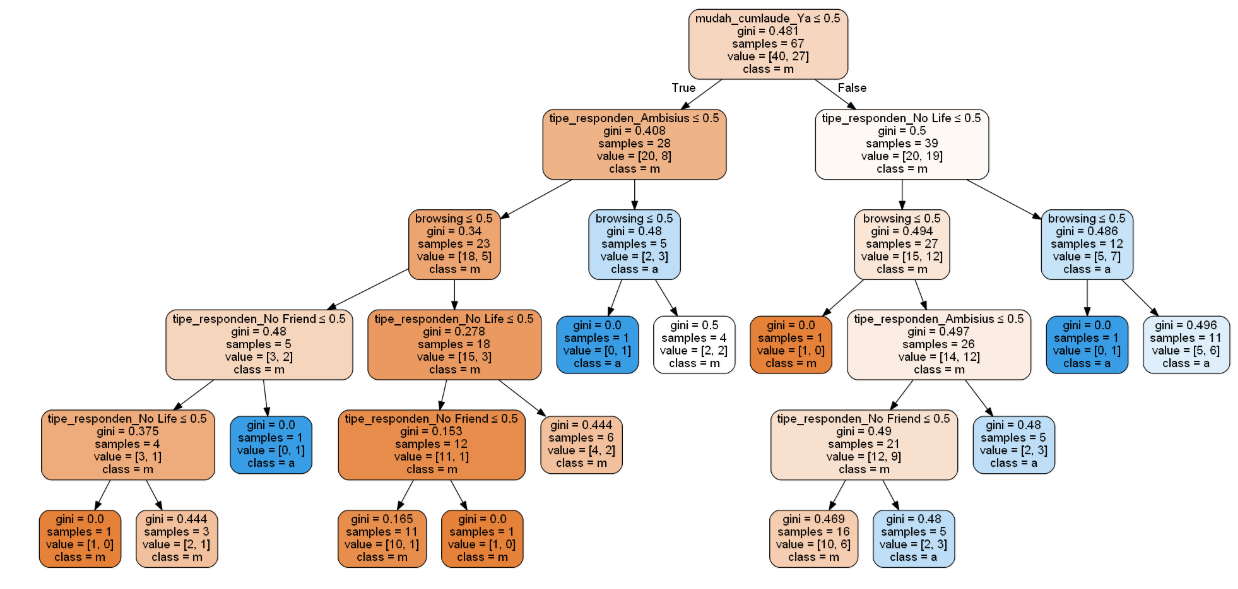 mudah_cumlaude_Ya ≤ 0.5
gini = 0.481
samples = 67
value = [40, 27]
class = m
True
False
tipe_responden_Ambisius ≤ 0.5
gini = 0.408
samples = 28
value = [20, 8]
class = m
tipe_responden_No Life ≤ 0.5
gini = 0.5
samples = 39
value = [20, 19]
class = m
browsing ≤ 0.5
gini = 0.34
samples = 23
value = [18, 5]
class = m
browsing ≤ 0.5
gini = 0.48
samples = 5
value = [2, 3]
class = a
browsing ≤ 0.5
gini = 0.494
samples = 27
value = [15, 12]
class = m
browsing ≤ 0.5
gini = 0.486
samples = 12
value = [5, 7]
class = a
tipe_responden_No Friend ≤ 0.5
gini = 0.48
samples = 5
value = [3, 2]
class = m
tipe_responden_No Life ≤ 0.5
gini = 0.278
samples = 18
value = [15, 3]
class = m
gini = 0.0
samples = 1
value = [0, 1]
class = a
gini = 0.5
samples = 4
value = [2, 2]
class = m
gini = 0.0
samples = 1
value = [1, 0]
class = m
tipe_responden_Ambisius ≤ 0.5
gini = 0.497
samples = 26
value = [14, 12]
class = m
gini = 0.0
samples = 1
value = [0, 1]
class = a
gini = 0.496
samples = 11
value = [5, 6]
class = a
tipe_responden_No Life ≤ 0.5
gini = 0.375
samples = 4
value = [3, 1]
class = m
gini = 0.0
samples = 1
value = [0, 1]
class = a
tipe_responden_No Friend ≤ 0.5
gini = 0.153
samples = 12
value = [11, 1]
class = m
gini = 0.444
samples = 6
value = [4, 2]
class = m
tipe_responden_No Friend ≤ 0.5
gini = 0.49
samples = 21
value = [12, 9]
class = m
gini = 0.48
samples = 5
value = [2, 3]
class = a
gini = 0.0
samples = 1
value = [1, 0]
class = m
gini = 0.444
samples = 3
value = [2, 1]
class = m
gini = 0.165
samples = 11
value = [10, 1]
class = m
gini = 0.0
samples = 1
value = [1, 0]
class = m
gini = 0.469
samples = 16
value = [10, 6]
class = m
gini = 0.48
samples = 5
value = [2, 3]
class = a